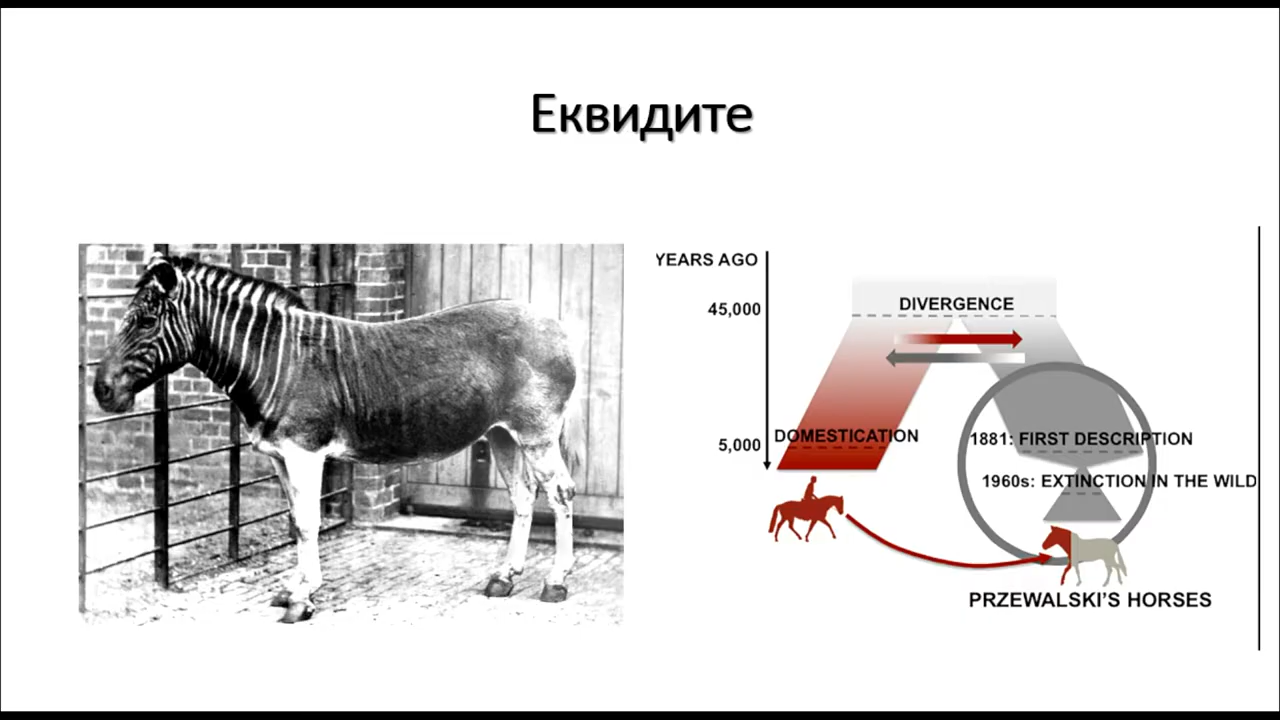 Еквидите
YEARS AGO
45,000
DIVERGENCE
5,000
DOMESTICATION
1881: FIRST DESCRIPTION
1960s: EXTINCTION IN THE WILD
PRZEWALSKI'S HORSES